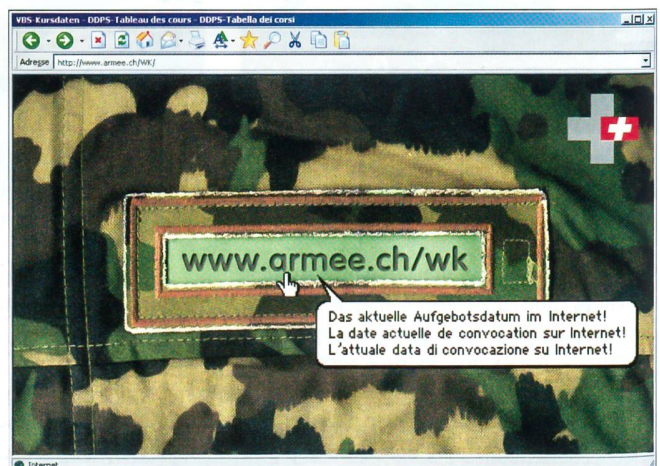 VBS-Kursdaten - DDPS-Tableau des cours - DDPS-Tabella dei corsi
Adresse http://www.armee.ch/WK/
www.armee.ch/wk
Das aktuelle Aufgebotsdatum im Internet!
La date actuelle de convocation sur Internet!
L'attuale data di convocazione su Internet!
Internet